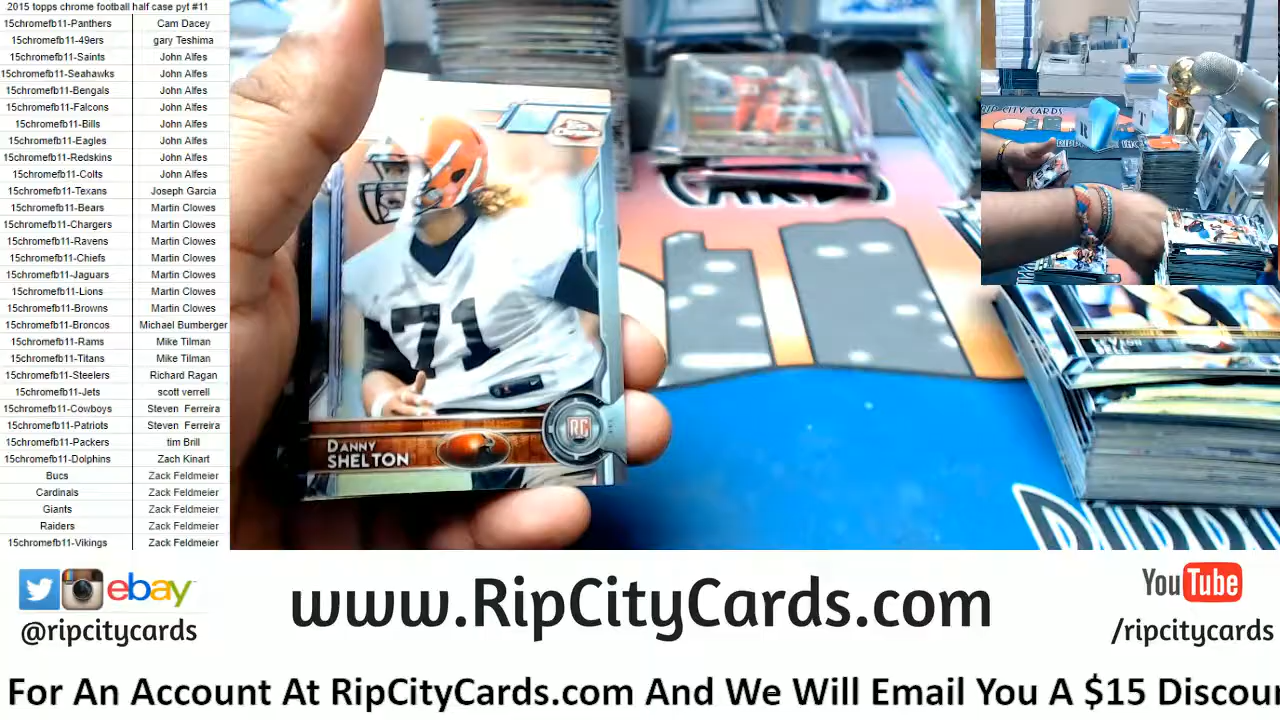 2015 topps chrome football half case pyt #11
15chromefb11-Panthers Cam Dacey
15chromefb11-49ers gary Teshima
15chromefb11-Saints John Alfes
15chromefb11-Seahawks John Alfes
15chromefb11-Bengals John Alfes
15chromefb11-Falcons John Alfes
15chromefb11-Bills John Alfes
15chromefb11-Eagles John Alfes
15chromefb11-Redskins John Alfes
15chromefb11-Colts John Alfes
15chromefb11-Texans Joseph Garcia
15chromefb11-Bears Martin Clowes
15chromefb11-Chargers Martin Clowes
15chromefb11-Ravens Martin Clowes
15chromefb11-Chiefs Martin Clowes
15chromefb11-Jaguars Martin Clowes
15chromefb11-Lions Martin Clowes
15chromefb11-Browns Martin Clowes
15chromefb11-Broncos Michael Bumberger
15chromefb11-Rams Mike Tilman
15chromefb11-Titans Mike Tilman
15chromefb11-Steelers Richard Ragan
15chromefb11-Jets scott verrell
15chromefb11-Cowboys Steven Ferreira
15chromefb11-Patriots Steven Ferreira
15chromefb11-Packers tim Brill
15chromefb11-Dolphins Zach Kinart
Bucs Zack Feldmeier
Cardinals Zack Feldmeier
Giants Zack Feldmeier
Raiders Zack Feldmeier
15chromefb11-Vikings Zack Feldmeier
71
DANNY
SHELTON
RC
RIP CITY CARDS
BELL
ebay
@ripcitycards
www.RipCityCards.com
YouTube
/ripcitycards
For An Account At RipCityCards.com And We Will Email You A $15 Discou